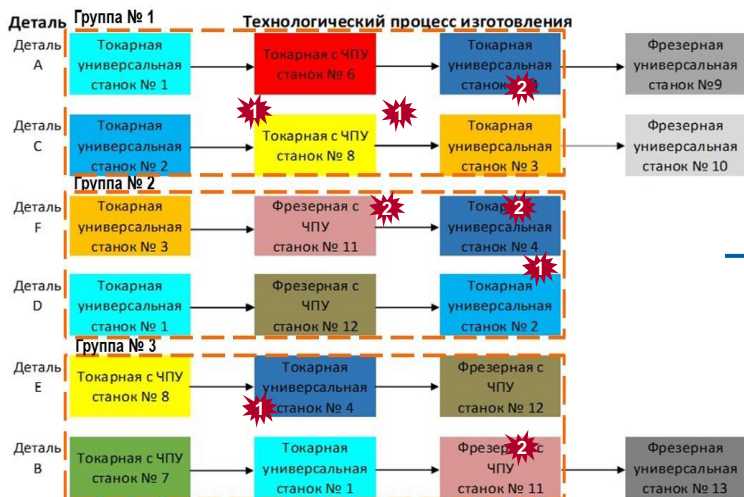 Деталь Группа № 1 Технологический процесс изготовления
Деталь
А
Токарная
универсальная
станок № 1
Токарная с ЧПУ
станок № 6
Токарная
универсальная
станок
2
Фрезерная
универсальная
станок №9
1
1
Деталь
С
Токарная
универсальная
станок № 2
Токарная с ЧПУ
станок № 8
Токарная
универсальная
станок № 3
Фрезерная
универсальная
станок № 10
Группа № 2
Деталь
F
Токарная
универсальная
станок № 3
Фрезерная с
ЧПУ
станок № 11
2
Токарная
2
универсальная
станок № 4
1
Деталь
D
Токарная
универсальная
станок № 1
Фрезерная с
ЧПУ
станок № 12
Токарная
универсальная
станок № 2
Группа № 3
Деталь
Е
Токарная с ЧПУ
станок № 8
Токарная
универсальная
станок № 4
1
Фрезерная с
ЧПУ
станок № 12
Деталь
В
Токарная с ЧПУ
станок № 7
Токарная
универсальная
станок № 1
Фрезерная с
2
ЧПУ
станок № 11
Фрезерная
универсальная
станок № 13